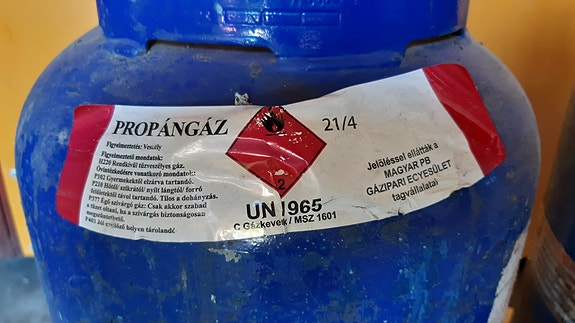 PROPÁNGÁZ
Figyelmeztetés: Veszély
Figyelmeztető mondatok:
H220 Rendkívül tűzveszélyes gáz.
Óvintézkedésre vonatkozó mondatok:
P102 Gyermekektől elzárva tartandó.
P210 Hőtől/ szikrától/ nyílt lángtól/ forró
felületektől távol tartandó. Tilos a dohányzás.
P377 Égő szivárgó gáz: Csak akkor szabad
a tüzet oltani, ha a szivárgás biztonságosan
megszüntethető.
P403 Jól szellőző helyen tárolandó
2
UN 1965
C Gázkeverék / MSZ 1601
21/4
Jelöléssel ellátták a
MAGYAR PB
GÁZIPARI EGYESÜLET
tagvállalatai